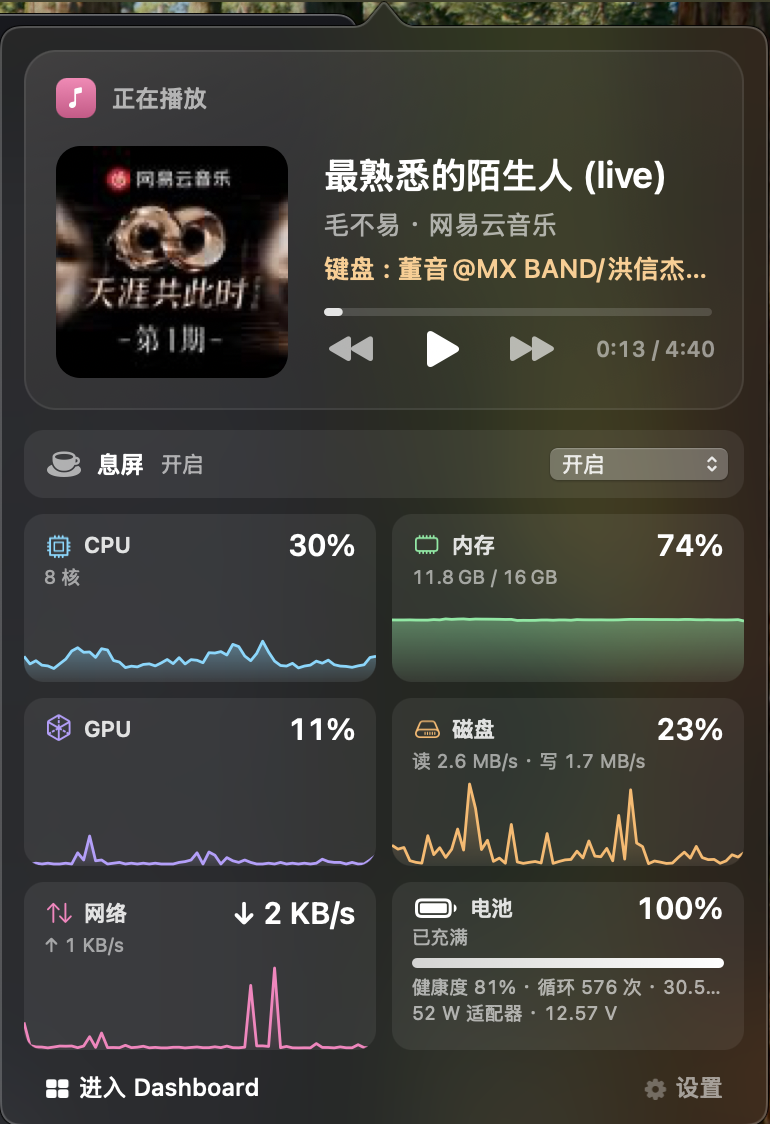 正在播放
网易云音乐
天涯共此时
-第1期-
最熟悉的陌生人 (live)
毛不易 · 网易云音乐
键盘：董音@MX BAND/洪信杰...
0:13 / 4:40
息屏 开启
开启
CPU 30%
8 核
内存 74%
11.8 GB / 16 GB
GPU 11%
磁盘 23%
读 2.6 MB/s · 写 1.7 MB/s
网络 ↓ 2 KB/s
↑ 1 KB/s
电池 100%
已充满
健康度 81% · 循环 576 次 · 30.5...
52 W 适配器 · 12.57 V
进入 Dashboard
设置